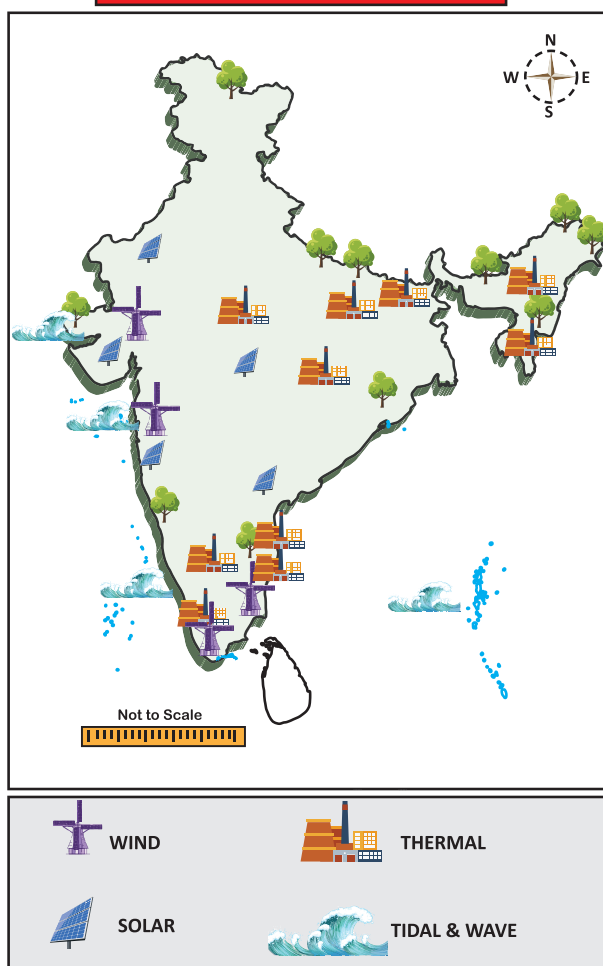 N
W E
S
Not to Scale
WIND
THERMAL
SOLAR
TIDAL & WAVE